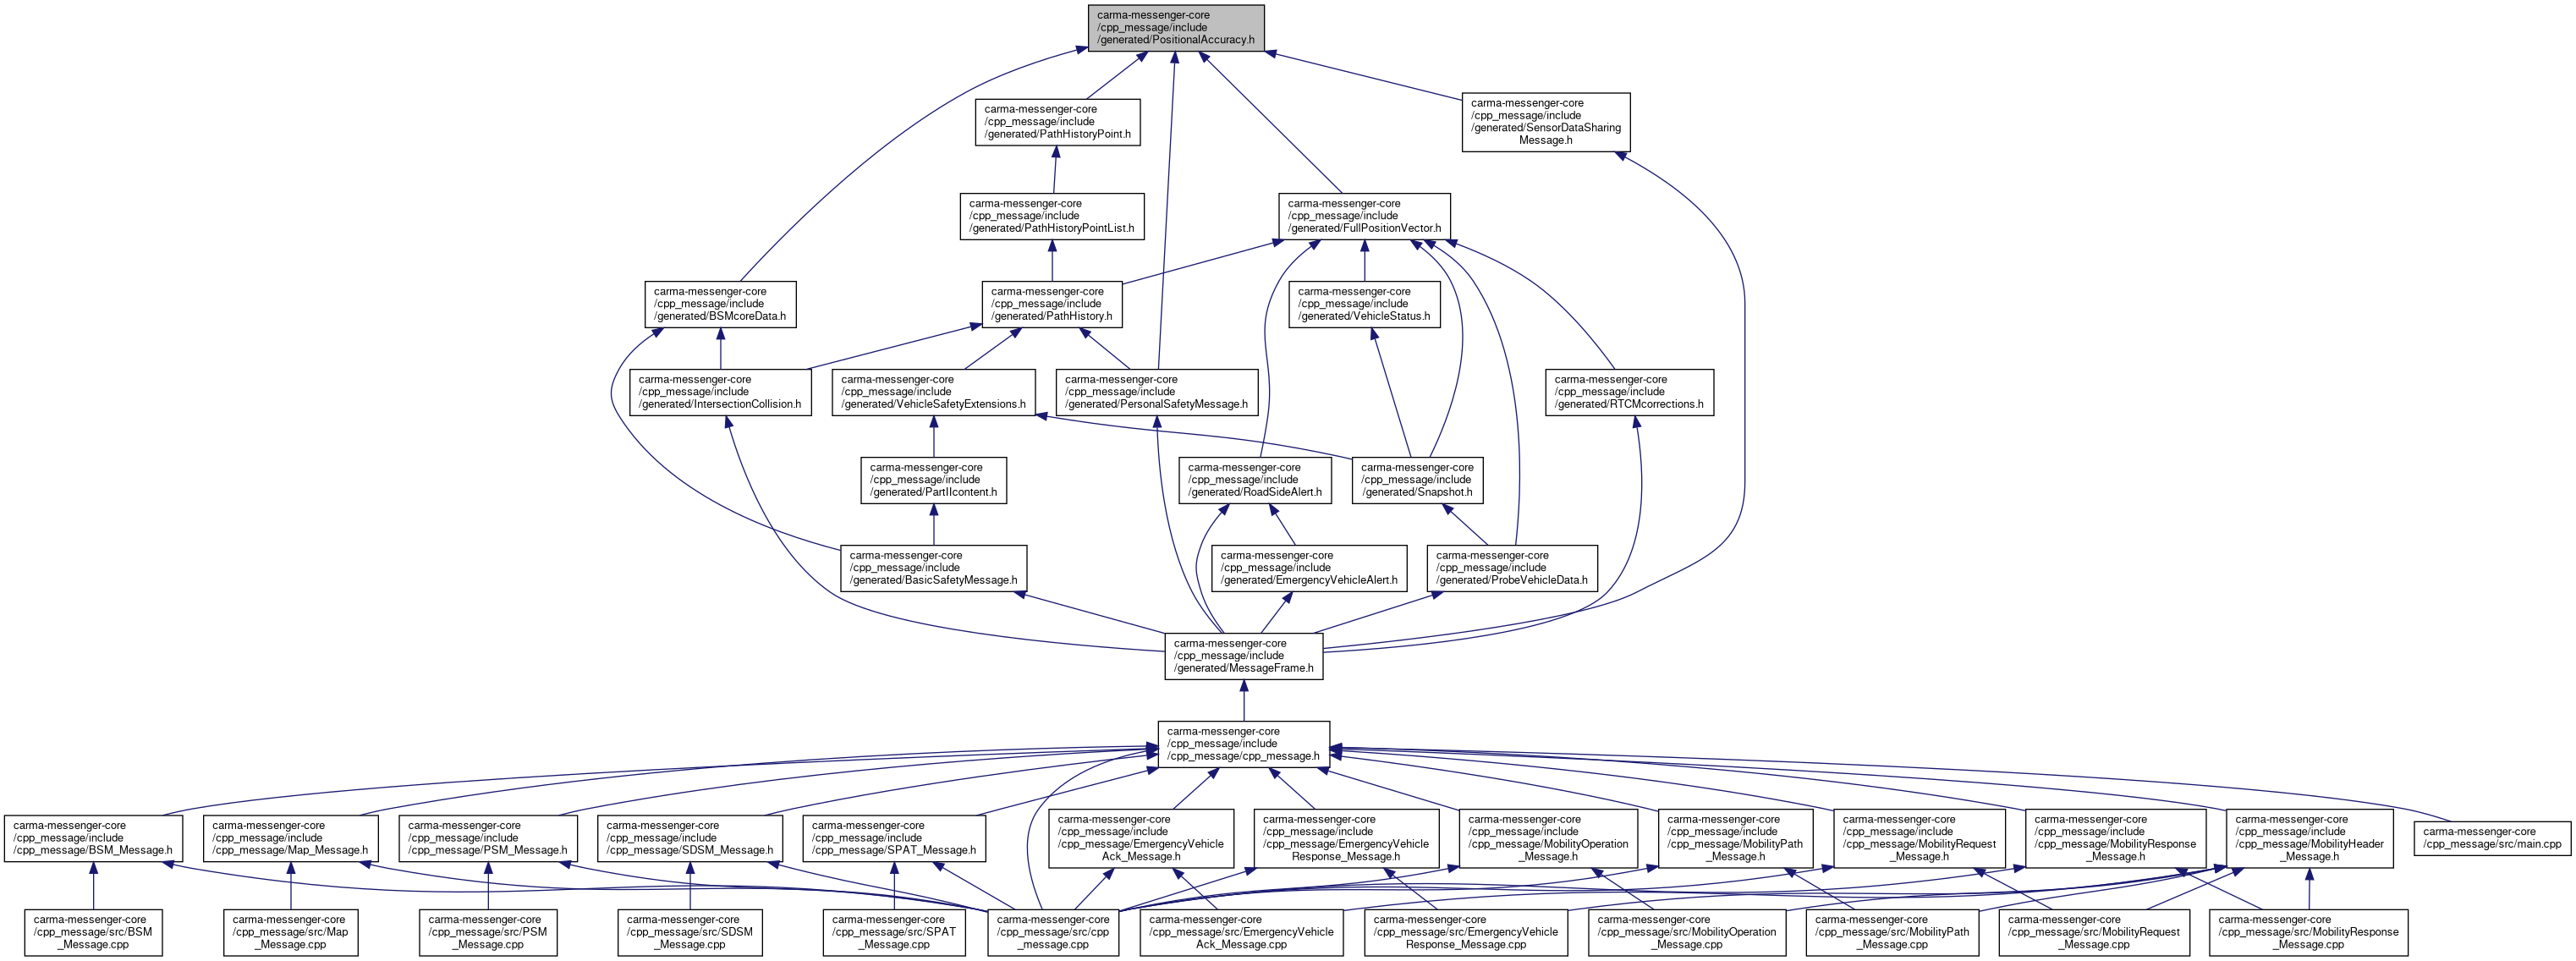 carma-messenger-core
/cpp_message/include
/generated/PositionalAccuracy.h
carma-messenger-core
/cpp_message/include
/generated/PathHistoryPoint.h
carma-messenger-core
/cpp_message/include
/generated/SensorDataSharing
Message.h
carma-messenger-core
/cpp_message/include
/generated/PathHistoryPointList.h
carma-messenger-core
/cpp_message/include
/generated/FullPositionVector.h
carma-messenger-core
/cpp_message/include
/generated/BSMcoreData.h
carma-messenger-core
/cpp_message/include
/generated/PathHistory.h
carma-messenger-core
/cpp_message/include
/generated/VehicleStatus.h
carma-messenger-core
/cpp_message/include
/generated/IntersectionCollision.h
carma-messenger-core
/cpp_message/include
/generated/VehicleSafetyExtensions.h
carma-messenger-core
/cpp_message/include
/generated/PersonalSafetyMessage.h
carma-messenger-core
/cpp_message/include
/generated/RTCMcorrections.h
carma-messenger-core
/cpp_message/include
/generated/PartIIcontent.h
carma-messenger-core
/cpp_message/include
/generated/RoadSideAlert.h
carma-messenger-core
/cpp_message/include
/generated/Snapshot.h
carma-messenger-core
/cpp_message/include
/generated/BasicSafetyMessage.h
carma-messenger-core
/cpp_message/include
/generated/EmergencyVehicleAlert.h
carma-messenger-core
/cpp_message/include
/generated/ProbeVehicleData.h
carma-messenger-core
/cpp_message/include
/generated/MessageFrame.h
carma-messenger-core
/cpp_message/include
/cpp_message/cpp_message.h
carma-messenger-core
/cpp_message/include
/cpp_message/BSM_Message.h
carma-messenger-core
/cpp_message/include
/cpp_message/Map_Message.h
carma-messenger-core
/cpp_message/include
/cpp_message/PSM_Message.h
carma-messenger-core
/cpp_message/include
/cpp_message/SDSM_Message.h
carma-messenger-core
/cpp_message/include
/cpp_message/SPAT_Message.h
carma-messenger-core
/cpp_message/include
/cpp_message/EmergencyVehicle
Ack_Message.h
carma-messenger-core
/cpp_message/include
/cpp_message/EmergencyVehicle
Response_Message.h
carma-messenger-core
/cpp_message/include
/cpp_message/MobilityOperation
_Message.h
carma-messenger-core
/cpp_message/include
/cpp_message/MobilityPath
_Message.h
carma-messenger-core
/cpp_message/include
/cpp_message/MobilityRequest
_Message.h
carma-messenger-core
/cpp_message/include
/cpp_message/MobilityResponse
_Message.h
carma-messenger-core
/cpp_message/include
/cpp_message/MobilityHeader
_Message.h
carma-messenger-core
/cpp_message/src/main.cpp
carma-messenger-core
/cpp_message/src/BSM
_Message.cpp
carma-messenger-core
/cpp_message/src/Map
_Message.cpp
carma-messenger-core
/cpp_message/src/PSM
_Message.cpp
carma-messenger-core
/cpp_message/src/SDSM
_Message.cpp
carma-messenger-core
/cpp_message/src/SPAT
_Message.cpp
carma-messenger-core
/cpp_message/src/cpp
_message.cpp
carma-messenger-core
/cpp_message/src/EmergencyVehicle
Ack_Message.cpp
carma-messenger-core
/cpp_message/src/EmergencyVehicle
Response_Message.cpp
carma-messenger-core
/cpp_message/src/MobilityOperation
_Message.cpp
carma-messenger-core
/cpp_message/src/MobilityPath
_Message.cpp
carma-messenger-core
/cpp_message/src/MobilityRequest
_Message.cpp
carma-messenger-core
/cpp_message/src/MobilityResponse
_Message.cpp